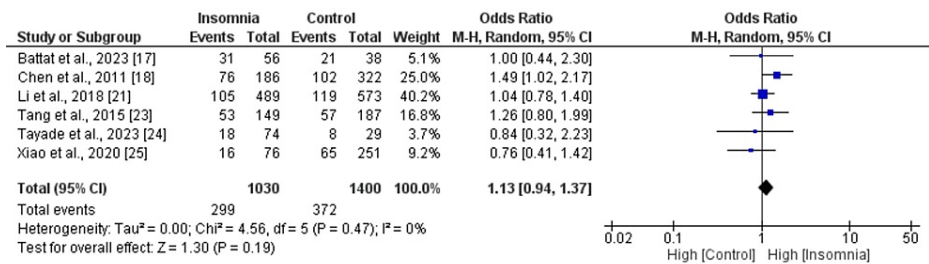 Insomnia Control Odds Ratio Odds Ratio
Study or Subgroup Events Total Events Total Weight M-H, Random, 95% CI M-H, Random, 95% CI
Battat et al., 2023 [17] 31 56 21 38 5.1% 1.00 [0.44, 2.30]
Chen et al., 2011 [18] 76 186 102 322 25.0% 1.49 [1.02, 2.17]
Li et al., 2018 [21] 105 489 119 573 40.2% 1.04 [0.78, 1.40]
Tang et al., 2015 [23] 53 149 57 187 16.8% 1.26 [0.80, 1.99]
Tayade et al., 2023 [24] 18 74 8 29 3.7% 0.84 [0.32, 2.23]
Xiao et al., 2020 [25] 16 76 65 251 9.2% 0.76 [0.41, 1.42]
Total (95% CI) 1030 1400 100.0% 1.13 [0.94, 1.37]
Total events 299 372
Heterogeneity: Tau² = 0.00; Chi² = 4.56, df = 5 (P = 0.47); I² = 0%
Test for overall effect: Z = 1.30 (P = 0.19)
0.02 0.1 1 10 50
High [Control] High [Insomnia]